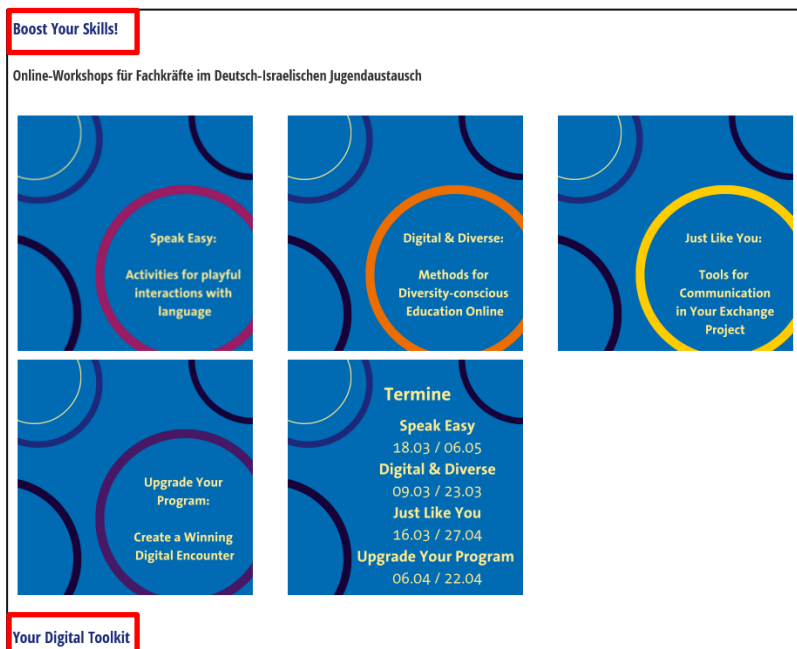 Boost Your Skills!
Online-Workshops für Fachkräfte im Deutsch-Israelischen Jugendaustausch
Speak Easy:
Activities for playful
interactions with
language
Digital & Diverse:
Methods for
Diversity-conscious
Education Online
Just Like You:
Tools for
Communication
in Your Exchange
Project
Upgrade Your
Program:
Create a Winning
Digital Encounter
Termine
Speak Easy
18.03 / 06.05
Digital & Diverse
09.03 / 23.03
Just Like You
16.03 / 27.04
Upgrade Your Program
06.04 / 22.04
Your Digital Toolkit